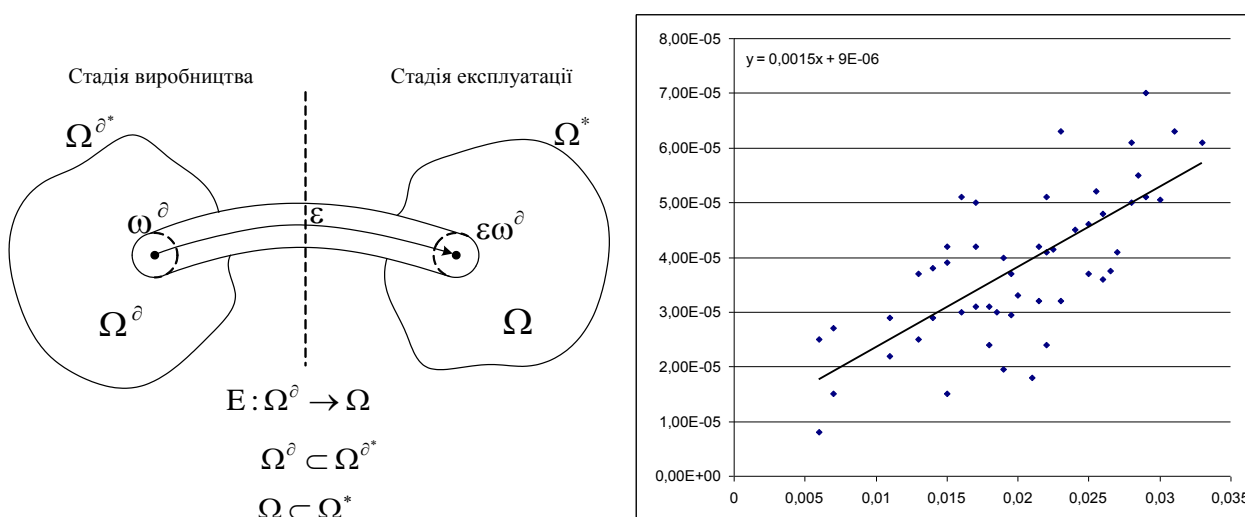 Стадія виробництва
Стадія експлуатації
Ω^∂*
Ω*
ω^∂
ε
εω^∂
Ω^∂
Ω
E : Ω^∂ → Ω
Ω^∂ ⊂ Ω^∂*
Ω ⊂ Ω*
8,00E-05
y = 0,0015x + 9E-06
7,00E-05
6,00E-05
5,00E-05
4,00E-05
3,00E-05
2,00E-05
1,00E-05
0,00E+00
0 0,005 0,01 0,015 0,02 0,025 0,03 0,035